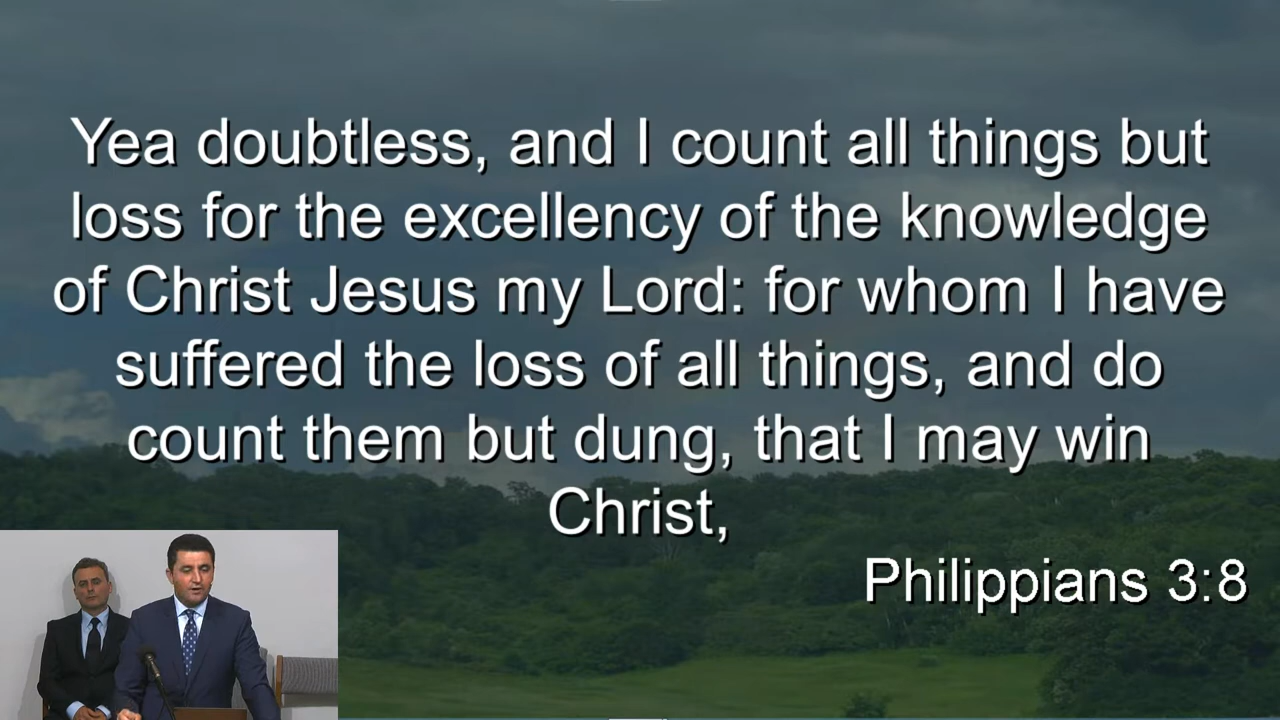 Yea doubtless, and I count all things but
loss for the excellency of the knowledge
of Christ Jesus my Lord: for whom I have
suffered the loss of all things, and do
count them but dung, that I may win
Christ,
Philippians 3:8